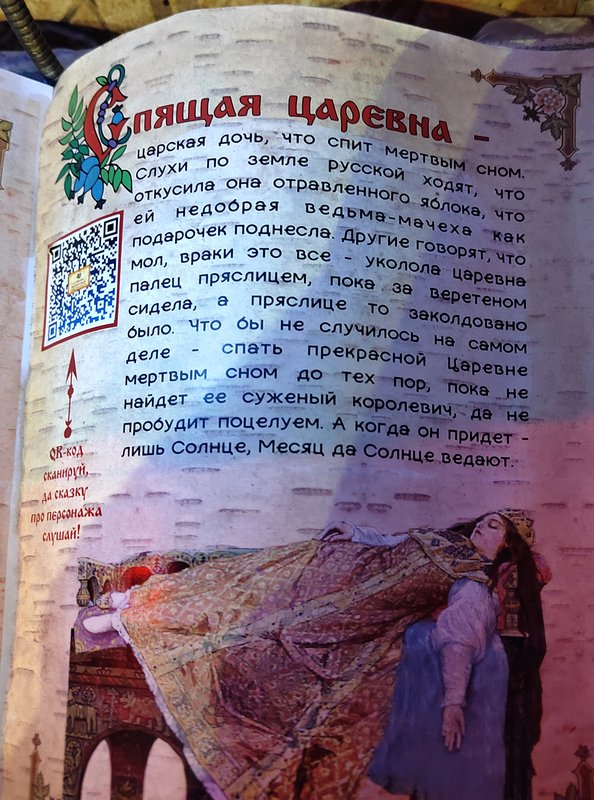 Спящая царевна –
царская дочь, что спит мертвым сном.
Слухи по земле русской ходят, что
откусила она отравленного яблока, что
ей недобрая ведьма-мачеха как
подарочек поднесла. Другие говорят, что
мол, враки это все – уколола царевна
палец пряслицем, пока за веретеном
сидела, а пряслице то заколдовано
было. Что бы не случилось на самом
деле – спать прекрасной Царевне
мертвым сном до тех пор, пока не
найдет ее суженый королевич, да не
пробудит поцелуем. А когда он придет –
лишь Солнце, Месяц да Солнце ведают.
QR-код
сканируй,
да сказку
про персонажа
слушай!